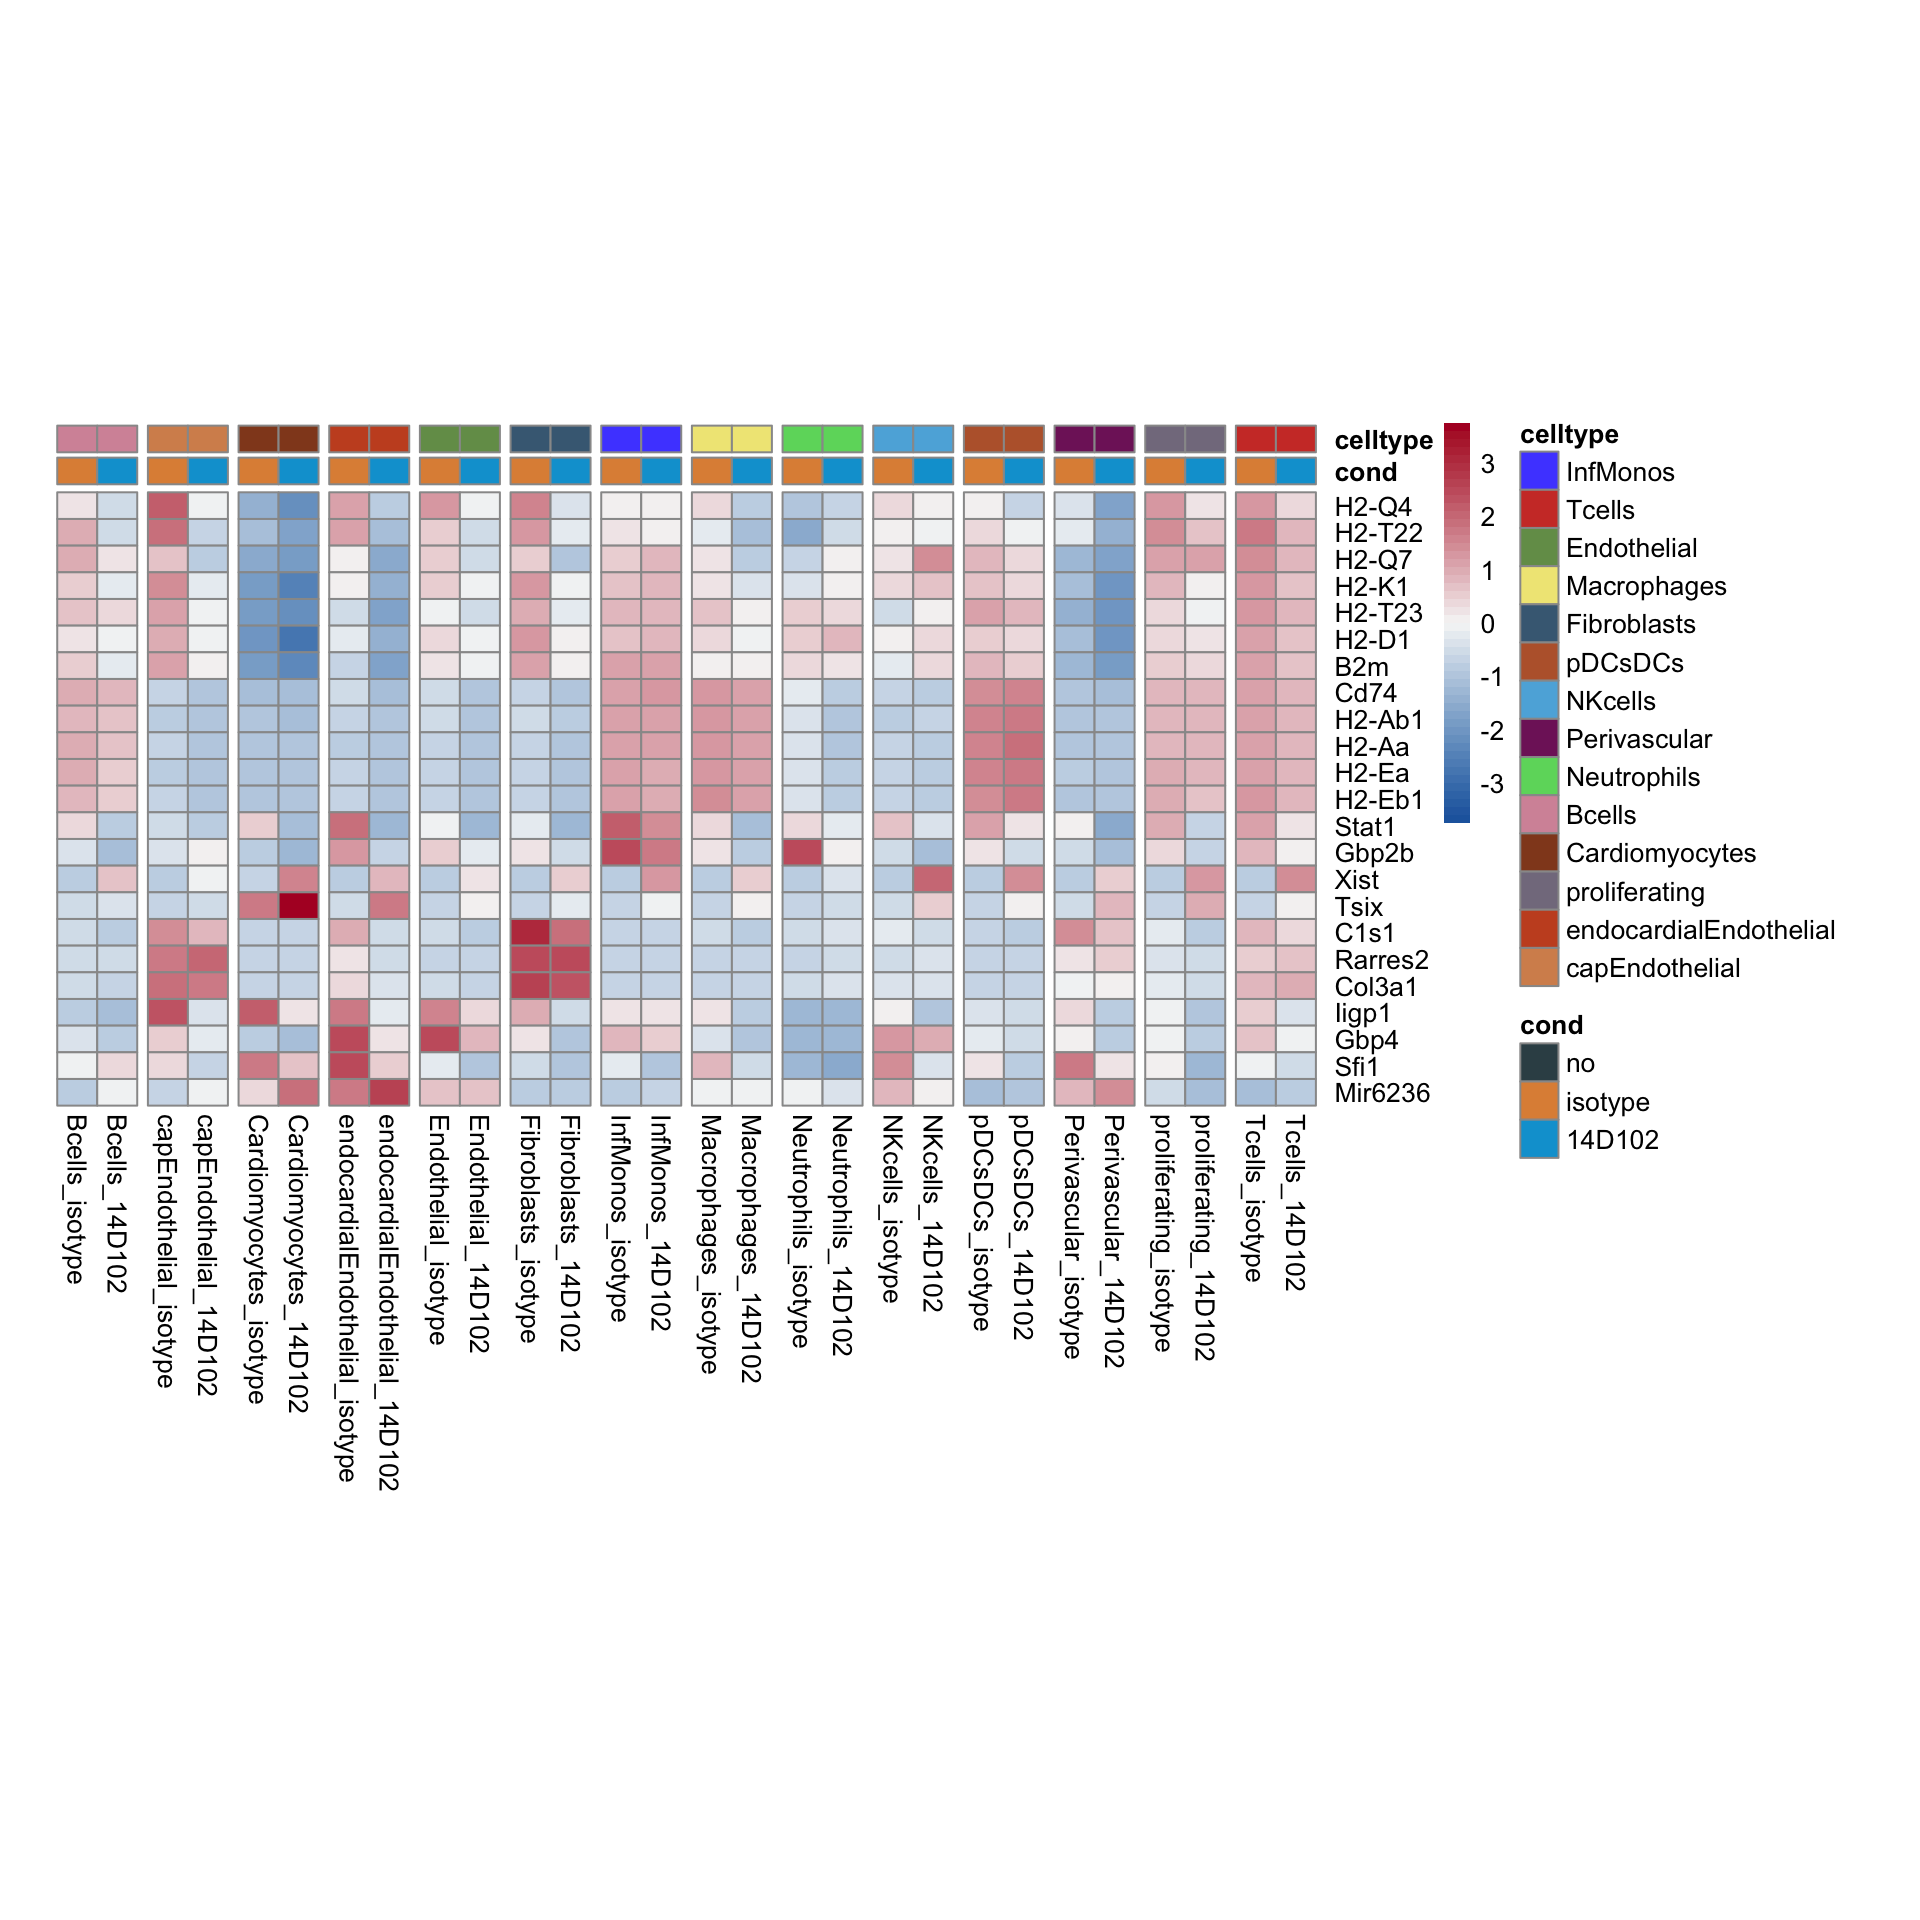 celltype
cond
H2-Q4
H2-T22
H2-Q7
H2-K1
H2-T23
H2-D1
B2m
Cd74
H2-Ab1
H2-Aa
H2-Ea
H2-Eb1
Stat1
Gbp2b
Xist
Tsix
C1s1
Rarres2
Col3a1
Iigp1
Gbp4
Sfi1
Mir6236
3
2
1
0
-1
-2
-3
celltype
InfMonos
Tcells
Endothelial
Macrophages
Fibroblasts
pDCsDCs
NKcells
Perivascular
Neutrophils
Bcells
Cardiomyocytes
proliferating
endocardialEndothelial
capEndothelial
cond
no
isotype
14D102
Bcells_isotype
Bcells_14D102
capEndothelial_isotype
capEndothelial_14D102
Cardiomyocytes_isotype
Cardiomyocytes_14D102
endocardialEndothelial_isotype
endocardialEndothelial_14D102
Endothelial_isotype
Endothelial_14D102
Fibroblasts_isotype
Fibroblasts_14D102
InfMonos_isotype
InfMonos_14D102
Macrophages_isotype
Macrophages_14D102
Neutrophils_isotype
Neutrophils_14D102
NKcells_isotype
NKcells_14D102
pDCsDCs_isotype
pDCsDCs_14D102
Perivascular_isotype
Perivascular_14D102
proliferating_isotype
proliferating_14D102
Tcells_isotype
Tcells_14D102